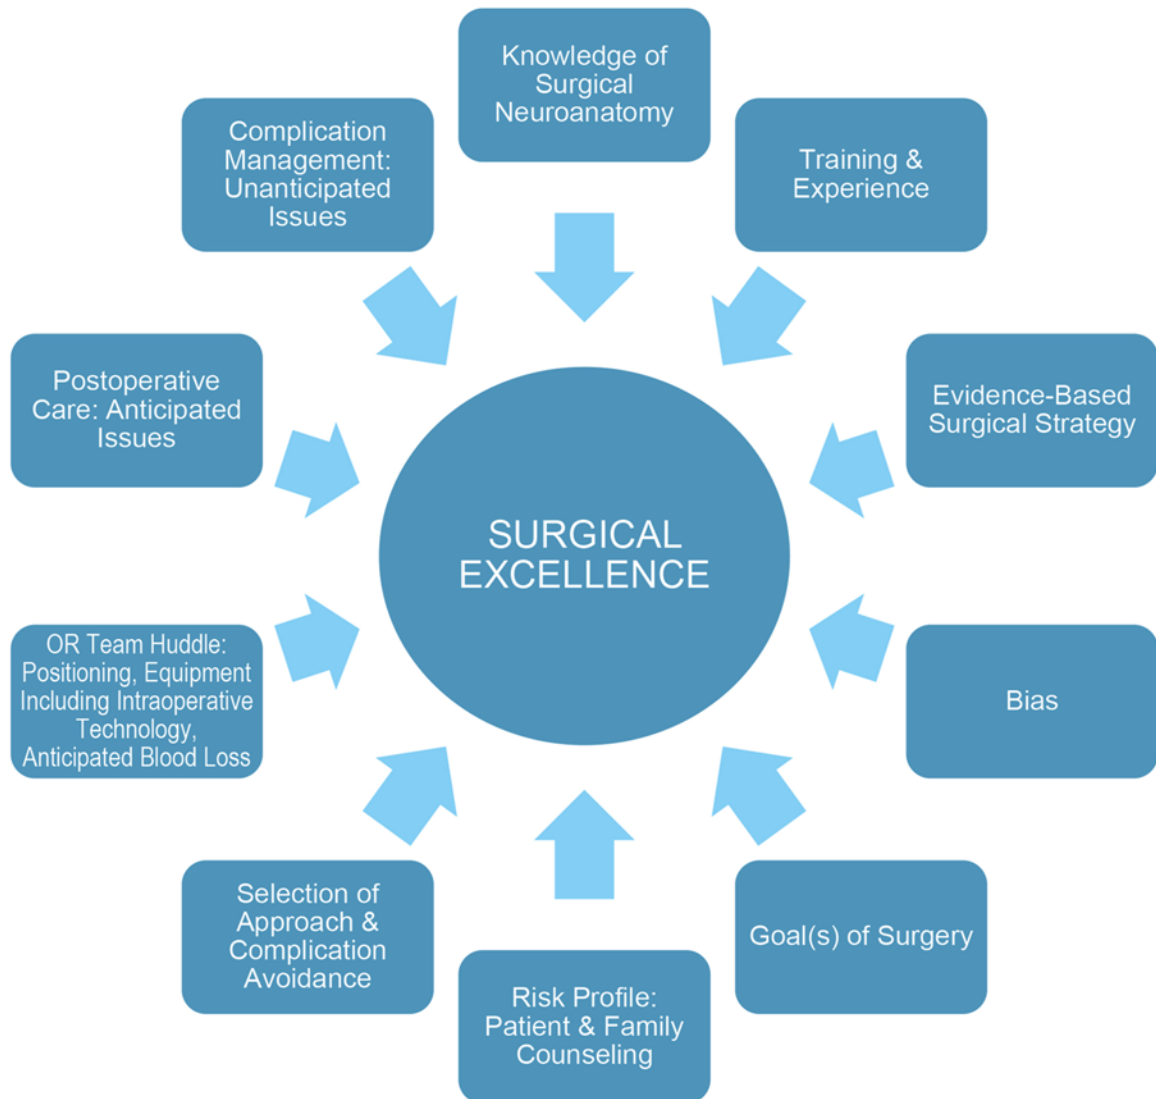 Knowledge of
Surgical
Neuroanatomy
Training &
Experience
Evidence-Based
Surgical Strategy
Bias
Goal(s) of Surgery
Risk Profile:
Patient & Family
Counseling
Selection of
Approach &
Complication
Avoidance
OR Team Huddle:
Positioning, Equipment
Including Intraoperative
Technology,
Anticipated Blood Loss
Postoperative
Care: Anticipated
Issues
Complication
Management:
Unanticipated
Issues
SURGICAL
EXCELLENCE